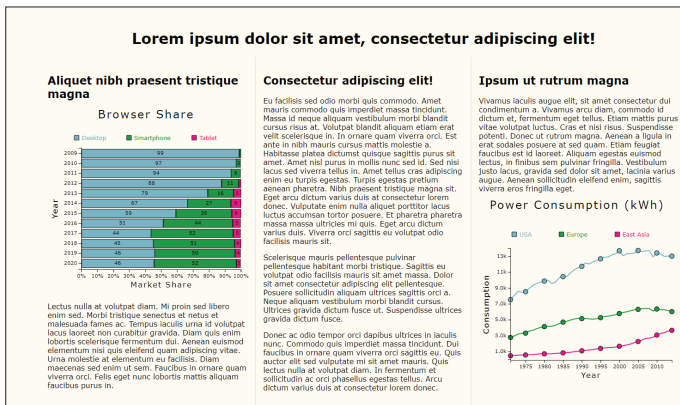 Lorem ipsum dolor sit amet, consectetur adipiscing elit!
Aliquet nibh praesent tristique
magna
Browser Share
Desktop
Smartphone
Tablet
Year
2009
99
2010
97
3
2011
94
6
2012
88
11
2013
79
16
5
2014
67
27
6
2015
59
35
6
2016
51
44
5
2017
44
52
2018
45
51
4
2019
46
50
4
2020
46
52
0% 10% 20% 30% 40% 50% 60% 70% 80% 90% 100%
Market Share
Lectus nulla at volutpat diam. Mi proin sed libero
enim sed. Morbi tristique senectus et netus et
malesuada fames ac. Tempus iaculis urna id volutpat
lacus laoreet non curabitur gravida. Diam quis enim
lobortis scelerisque fermentum dui. Aenean euismod
elementum nisi quis eleifend quam adipiscing vitae.
Urna molestie at elementum eu facilisis. Diam
maecenas sed enim ut sem. Faucibus in ornare quam
viverra orci. Felis eget nunc lobortis mattis aliquam
faucibus purus in.
Consectetur adipiscing elit!
Eu facilisis sed odio morbi quis commodo. Amet
mauris commodo quis imperdiet massa tincidunt.
Massa id neque aliquam vestibulum morbi blandit
cursus risus at. Volutpat blandit aliquam etiam erat
velit scelerisque in. In ornare quam viverra orci. Est
ante in nibh mauris cursus mattis molestie a.
Habitasse platea dictumst quisque sagittis purus sit
amet. Amet nisl purus in mollis nunc sed id. Sed nisi
lacus sed viverra tellus in. Amet tellus cras adipiscing
enim eu turpis egestas. Turpis egestas pretium
aenean pharetra. Nibh praesent tristique magna sit.
Eget arcu dictum varius dui at consectetur lorem
donec. Vulputate enim nulla aliquet porttitor lacus
luctus accumsan tortor posuere. Et pharetra pharetra
massa massa ultricies mi quis. Eget arcu dictum
varius duis. Viverra orci sagittis eu volutpat odio
facilisis mauris sit.
Scelerisque mauris pellentesque pulvinar
pellentesque habitant morbi tristique. Sagittis eu
volutpat odio facilisis mauris sit amet massa. Dolor
sit amet consectetur adipiscing elit pellentesque.
Posuere sollicitudin aliquam ultrices sagittis orci a.
Neque aliquam vestibulum morbi blandit cursus.
Ultrices gravida dictum fusce ut. Suspendisse ultrices
gravida dictum fusce.
Donec ac odio tempor orci dapibus ultrices in iaculis
nunc. Commodo quis imperdiet massa tincidunt. Dui
faucibus in ornare quam viverra orci sagittis eu. Quis
auctor elit sed vulputate mi sit amet mauris. Quis
lectus nulla at volutpat diam. In fermentum et
sollicitudin ac orci phasellus egestas tellus. Arcu
dictum varius duis at consectetur lorem donec.
Ipsum ut rutrum magna
Vivamus iaculis augue elit, sit amet consectetur dui
condimentum a. Vivamus arcu diam, commodo id
dictum et, fermentum eget tellus. Etiam mattis purus
vitae volutpat luctus. Cras et nisi risus. Suspendisse
potenti. Donec ut rutrum magna. Aenean a ligula in
erat sodales posuere at sed quam. Etiam feugiat
faucibus est id laoreet. Aliquam egestas euismod
lectus, in finibus sem pulvinar fringilla. Vestibulum
justo lacus, gravida sed dolor sit amet, lacinia varius
augue. Aenean sollicitudin eleifend enim, sagittis
viverra eros fringilla eget.
Power Consumption (kWh)
USA
Europe
East Asia
Consumption
13k
10k
7.0k
4.0k
1.0k
1975 1980 1985 1990 1995 2000 2005 2010
Year